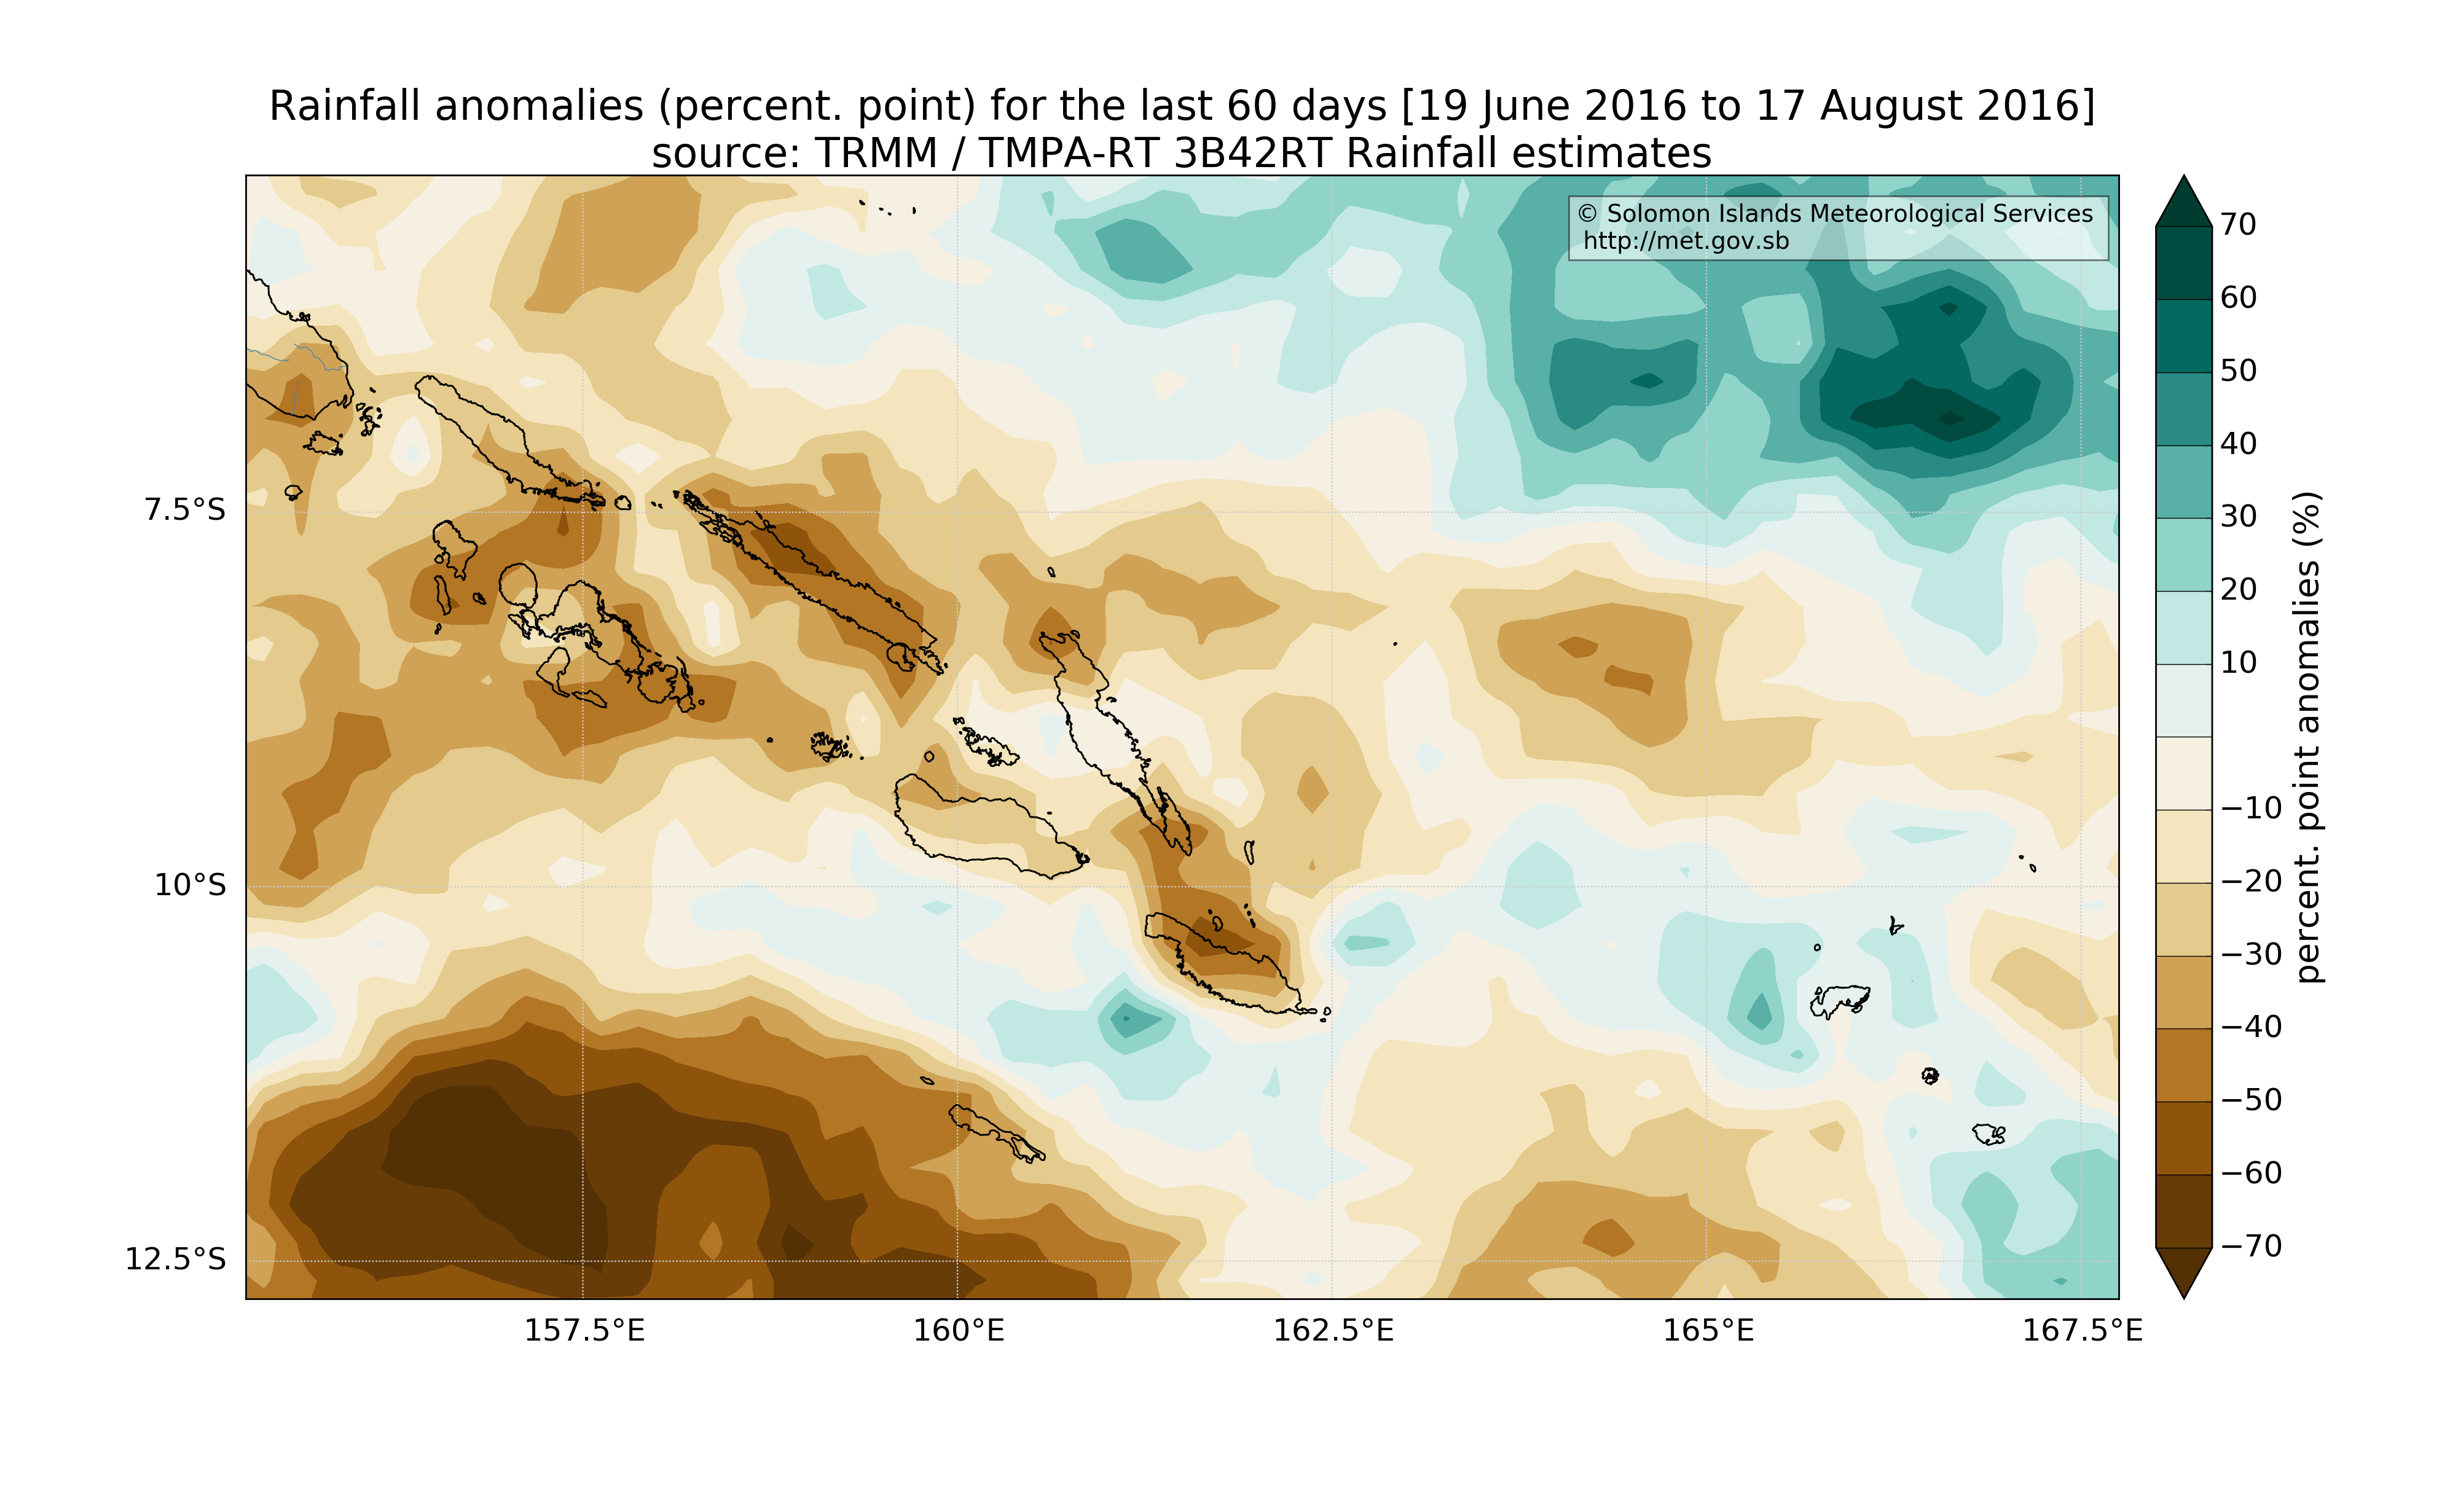 Rainfall anomalies (percent. point) for the last 60 days [19 June 2016 to 17 August 2016]
source: TRMM / TMPA-RT 3B42RT Rainfall estimates
© Solomon Islands Meteorological Services
http://met.gov.sb
7.5°S
10°S
12.5°S
157.5°E
160°E
162.5°E
165°E
167.5°E
70
60
50
40
30
20
10
−10
−20
−30
−40
−50
−60
−70
percent. point anomalies (%)